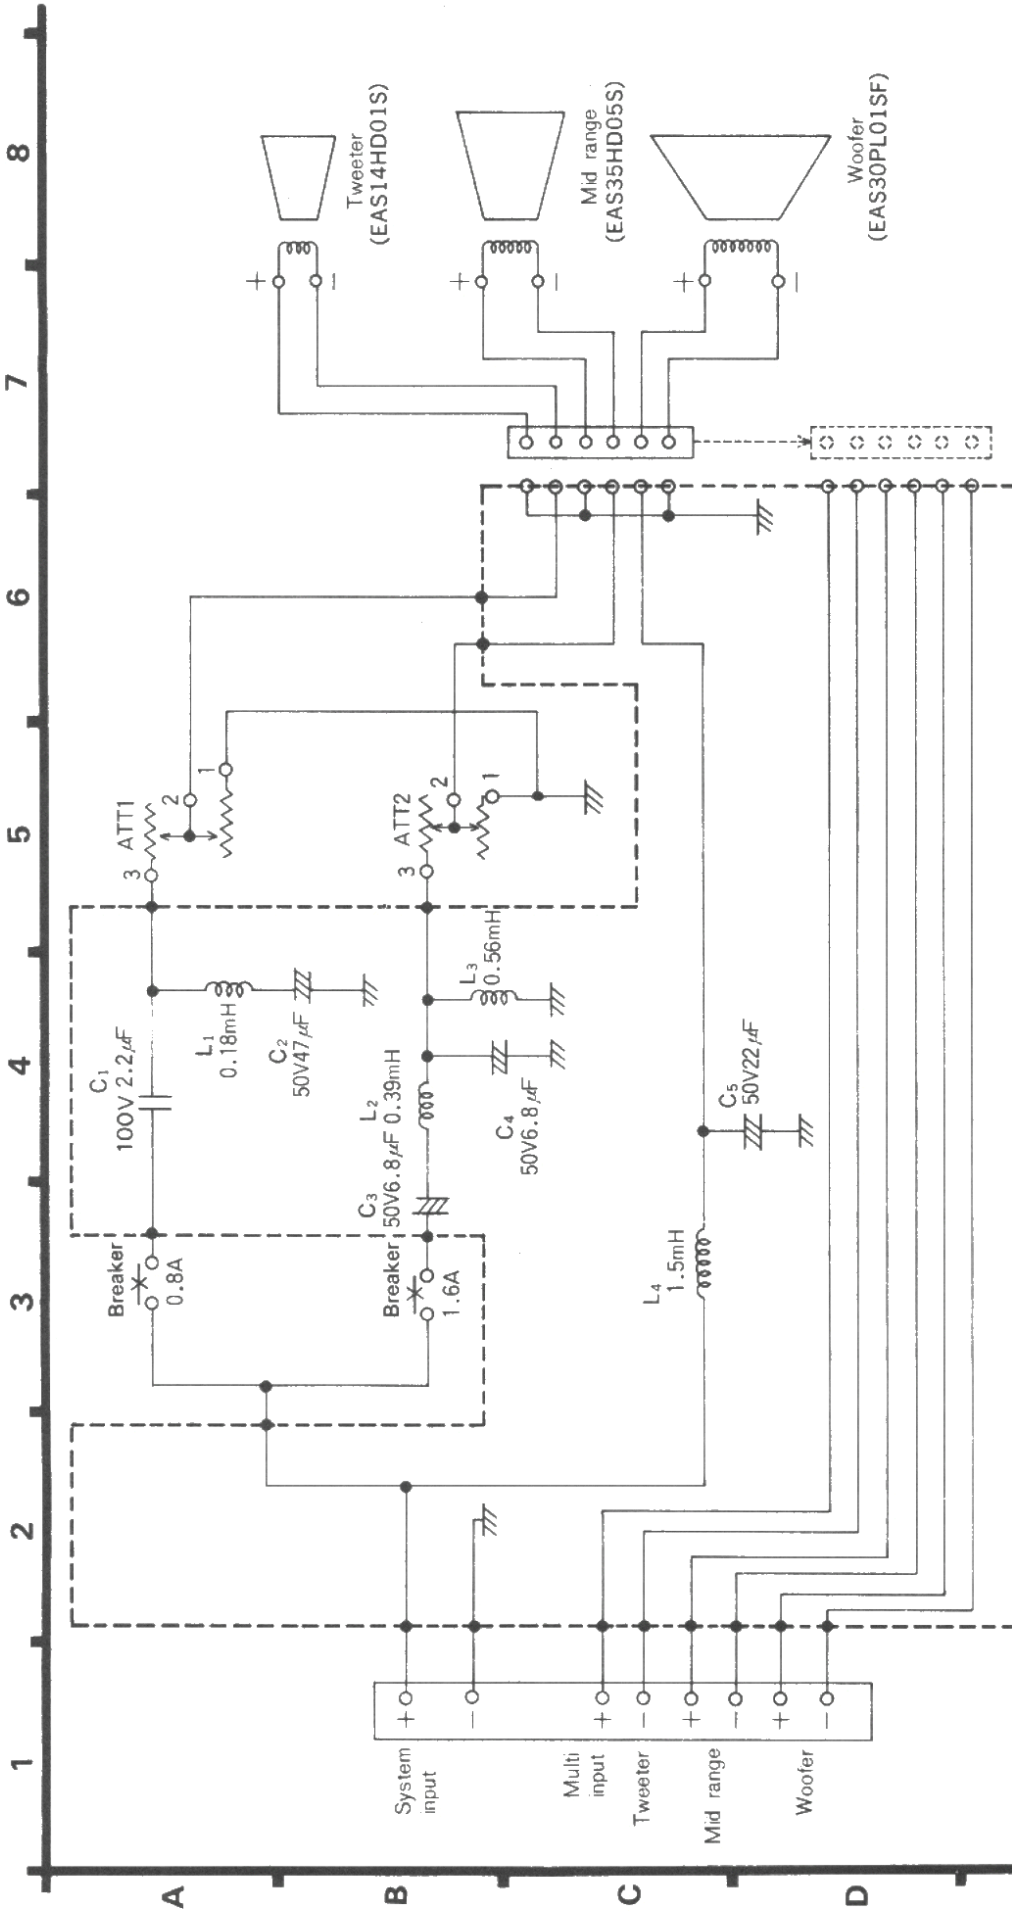 8
7
6
5
4
3
2
1
A
B
C
D
Tweeter
(EAS14HD01S)
Mid range
(EAS35HD05S)
Woofer
(EAS30PL01SF)
+
−
+
−
+
−
ATT1
3
2
1
ATT2
3
2
1
C1
100V 2.2μF
L1
0.18mH
C2
50V47μF
L2
0.39mH
C3
50V6.8μF
L3
0.56mH
C4
50V6.8μF
C5
50V22μF
L4
1.5mH
Breaker
0.8A
Breaker
1.6A
System
input
+
−
Multi
input
Tweeter
+
−
Mid range
+
−
Woofer
+
−